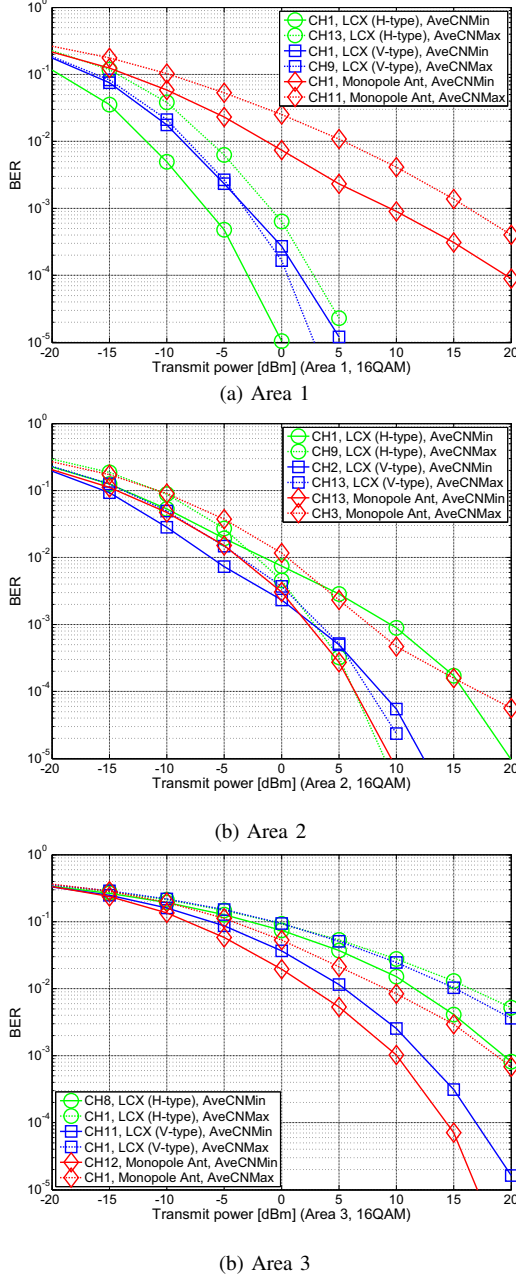 10^0
10^-1
10^-2
10^-3
10^-4
10^-5
BER
CH1, LCX (H-type), AveCNMin
CH13, LCX (H-type), AveCNMax
CH1, LCX (V-type), AveCNMin
CH9, LCX (V-type), AveCNMax
CH1, Monopole Ant, AveCNMin
CH11, Monopole Ant, AveCNMax
-20 -15 -10 -5 0 5 10 15 20
Transmit power [dBm] (Area 1, 16QAM)
(a) Area 1
10^0
10^-1
10^-2
10^-3
10^-4
10^-5
BER
CH1, LCX (H-type), AveCNMin
CH9, LCX (H-type), AveCNMax
CH2, LCX (V-type), AveCNMin
CH13, LCX (V-type), AveCNMax
CH13, Monopole Ant, AveCNMin
CH3, Monopole Ant, AveCNMax
-20 -15 -10 -5 0 5 10 15 20
Transmit power [dBm] (Area 2, 16QAM)
(b) Area 2
10^0
10^-1
10^-2
10^-3
10^-4
10^-5
BER
CH8, LCX (H-type), AveCNMin
CH1, LCX (H-type), AveCNMax
CH11, LCX (V-type), AveCNMin
CH1, LCX (V-type), AveCNMax
CH12, Monopole Ant, AveCNMin
CH1, Monopole Ant, AveCNMax
-20 -15 -10 -5 0 5 10 15 20
Transmit power [dBm] (Area 3, 16QAM)
(b) Area 3